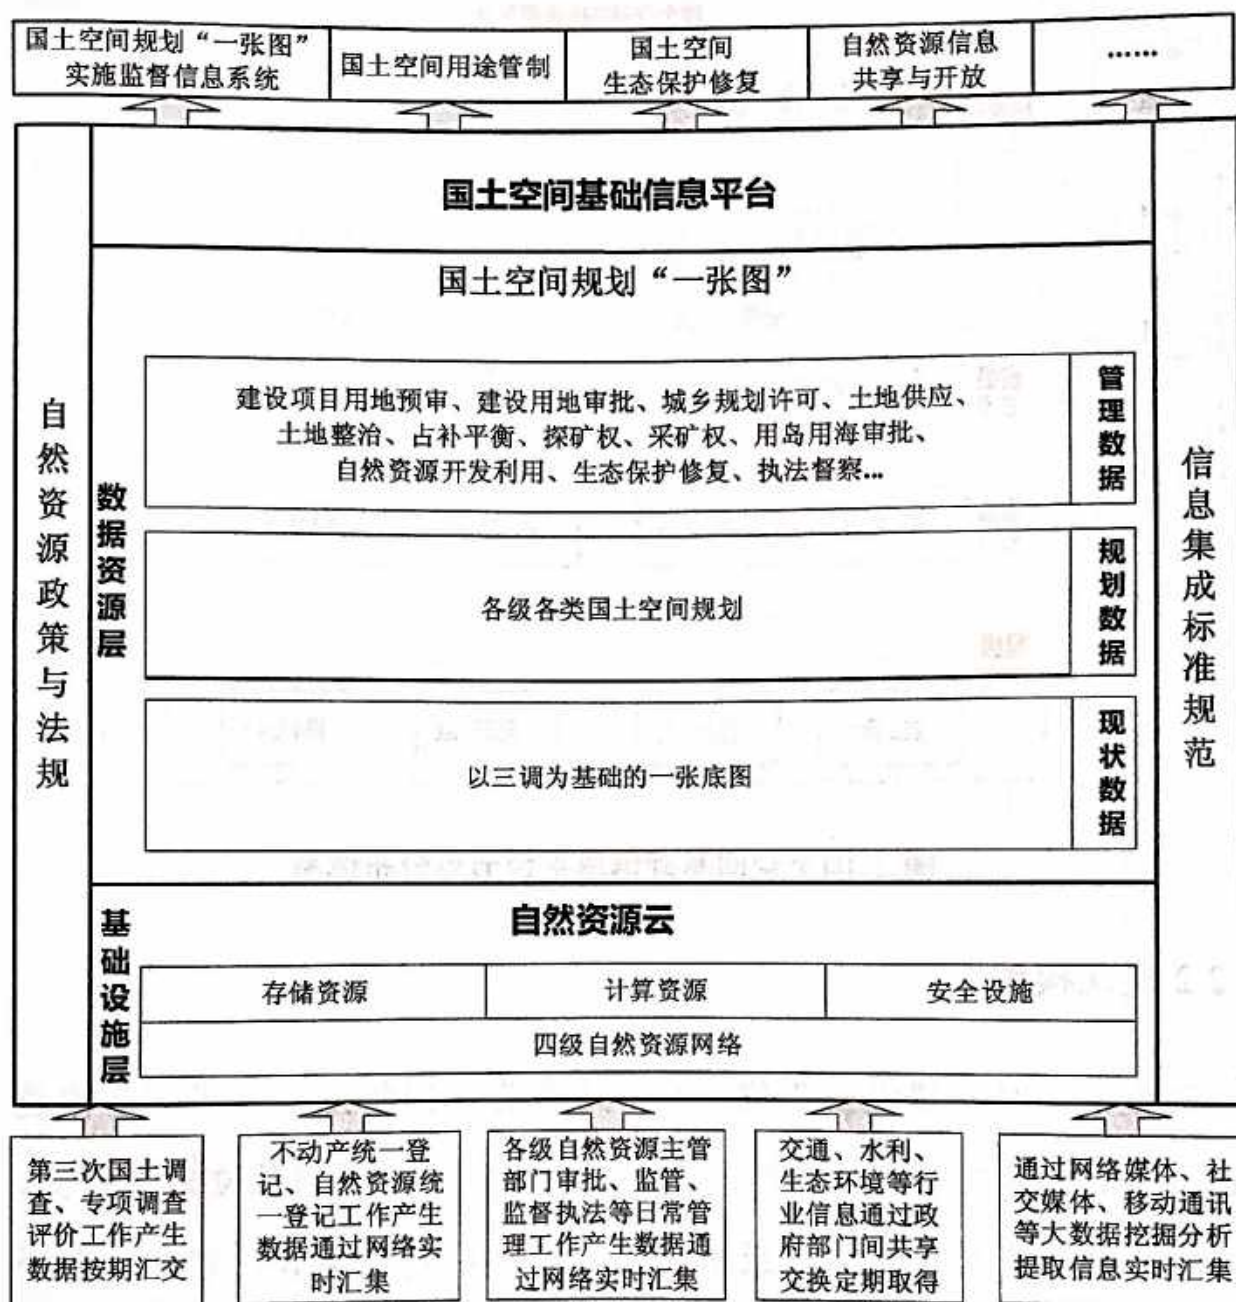 国土空间规划“一张图”
实施监督信息系统
国土空间用途管制
国土空间
生态保护修复
自然资源信息
共享与开放
……
国土空间基础信息平台
国土空间规划“一张图”
自然资源政策与法规
数据资源层
建设项目用地预审、建设用地审批、城乡规划许可、土地供应、
土地整治、占补平衡、探矿权、采矿权、用岛用海审批、
自然资源开发利用、生态保护修复、执法督察...
管理数据
各级各类国土空间规划
规划数据
以三调为基础的一张底图
现状数据
信息集成标准规范
基础设施层
自然资源云
存储资源
计算资源
安全设施
四级自然资源网络
第三次国土调
查、专项调查
评价工作产生
数据按期汇交
不动产统一登
记、自然资源统
一登记工作产生
数据通过网络实
时汇集
各级自然资源主管
部门审批、监管、
监督执法等日常管
理工作产生数据通
过网络实时汇集
交通、水利、
生态环境等行
业信息通过政
府部门间共享
交换定期取得
通过网络媒体、社
交媒体、移动通讯
等大数据挖掘分析
提取信息实时汇集